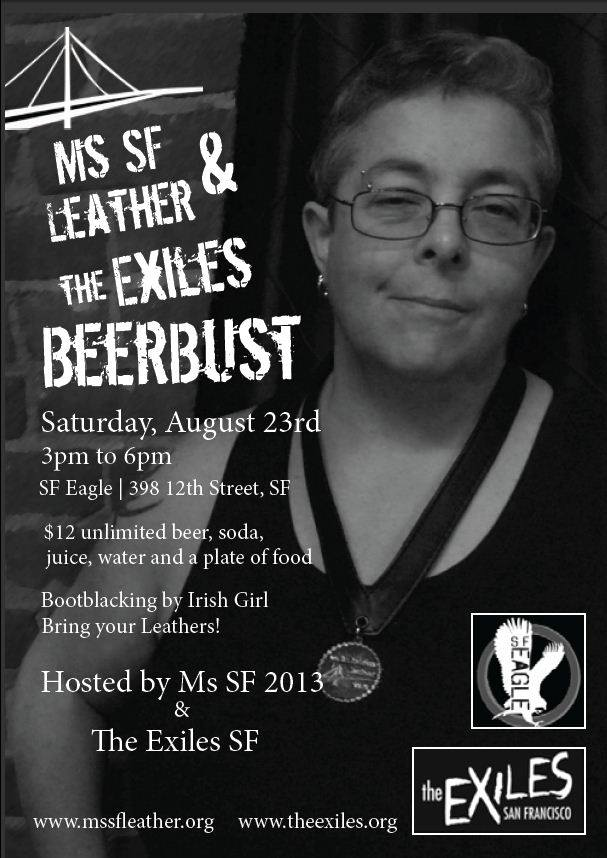 MS SF &
LEATHER
THE EXILES
BEERBUST
Saturday, August 23rd
3pm to 6pm
SF Eagle | 398 12th Street, SF
$12 unlimited beer, soda,
juice, water and a plate of food
Bootblacking by Irish Girl
Bring your Leathers!
Hosted by Ms SF 2013
&
The Exiles SF
SF
EAGLE
the EXILES
SAN FRANCISCO
www.mssfleather.org www.theexiles.org